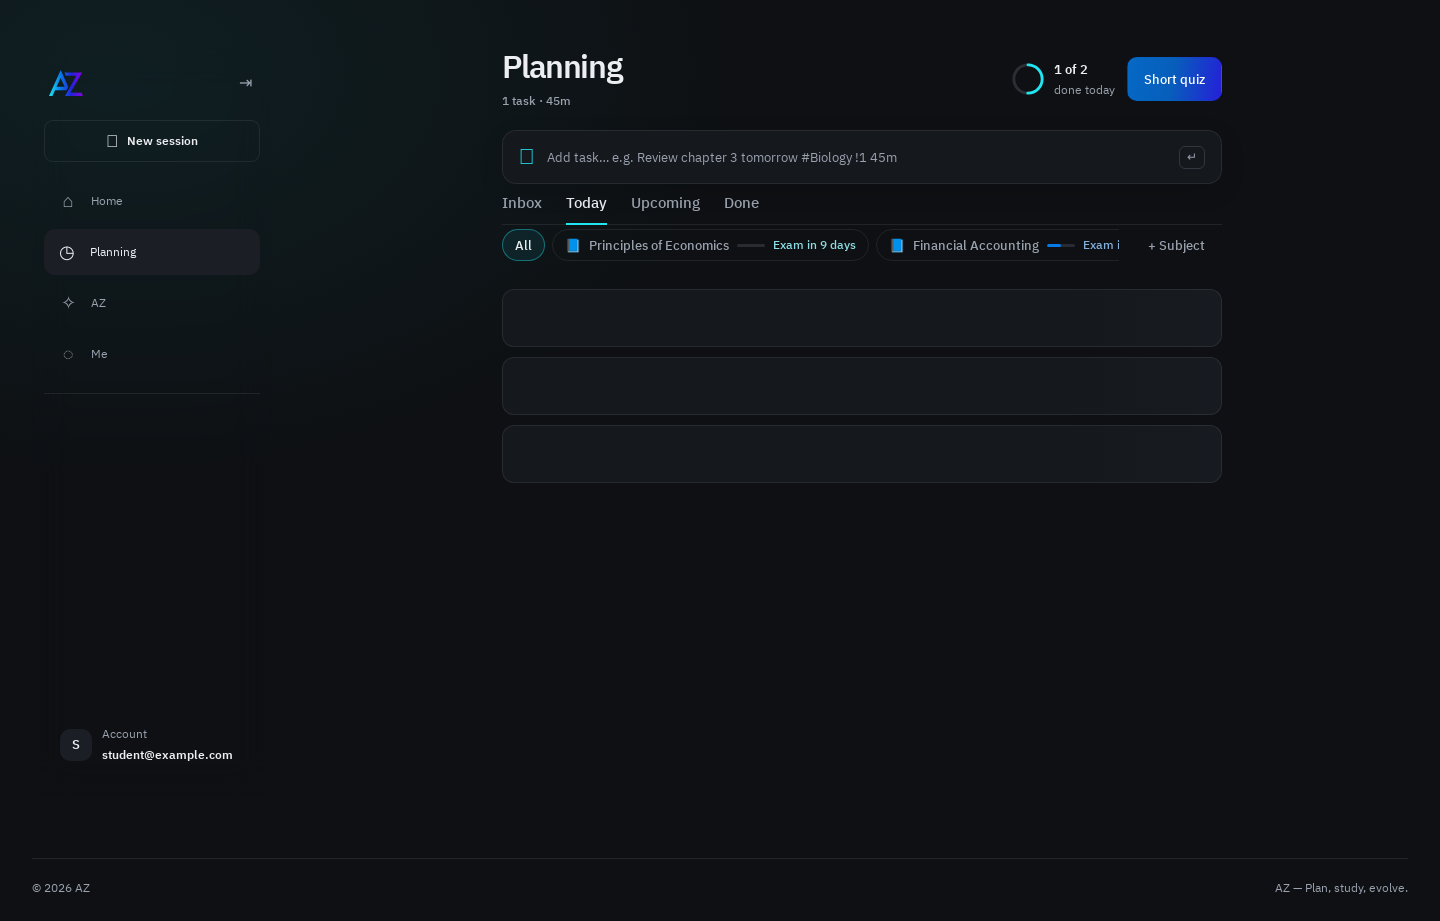 AZ
New session
Home
Planning
AZ
Me
Account
S
student@example.com
Planning
1 task · 45m
1 of 2
done today
Short quiz
Add task... e.g. Review chapter 3 tomorrow #Biology !1 45m
Inbox Today Upcoming Done
All Principles of Economics Exam in 9 days Financial Accounting Exam i + Subject
© 2026 AZ
AZ — Plan, study, evolve.